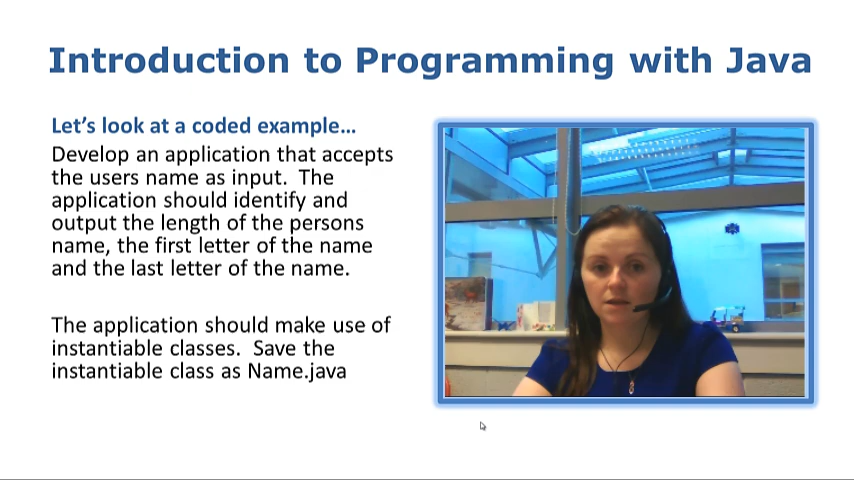 Introduction to Programming with Java
Let’s look at a coded example…
Develop an application that accepts
the users name as input.  The
application should identify and
output the length of the persons
name, the first letter of the name
and the last letter of the name.
The application should make use of
instantiable classes.  Save the
instantiable class as Name.java